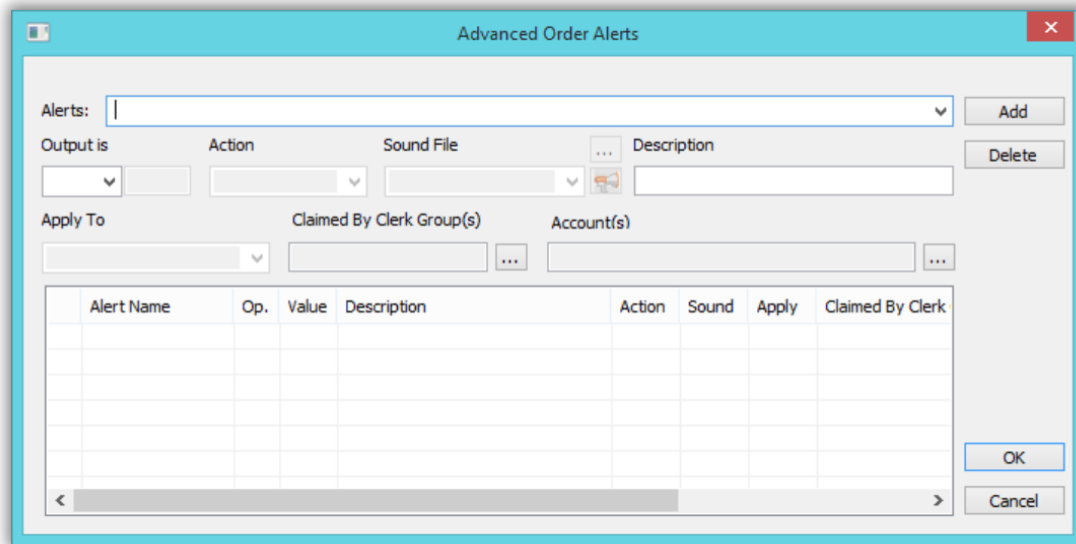 Advanced Order Alerts
Alerts:
Add
Output is Action Sound File ... Description
Delete
Apply To Claimed By Clerk Group(s) Account(s)
... ...
Alert Name Op. Value Description Action Sound Apply Claimed By Clerk
OK
Cancel